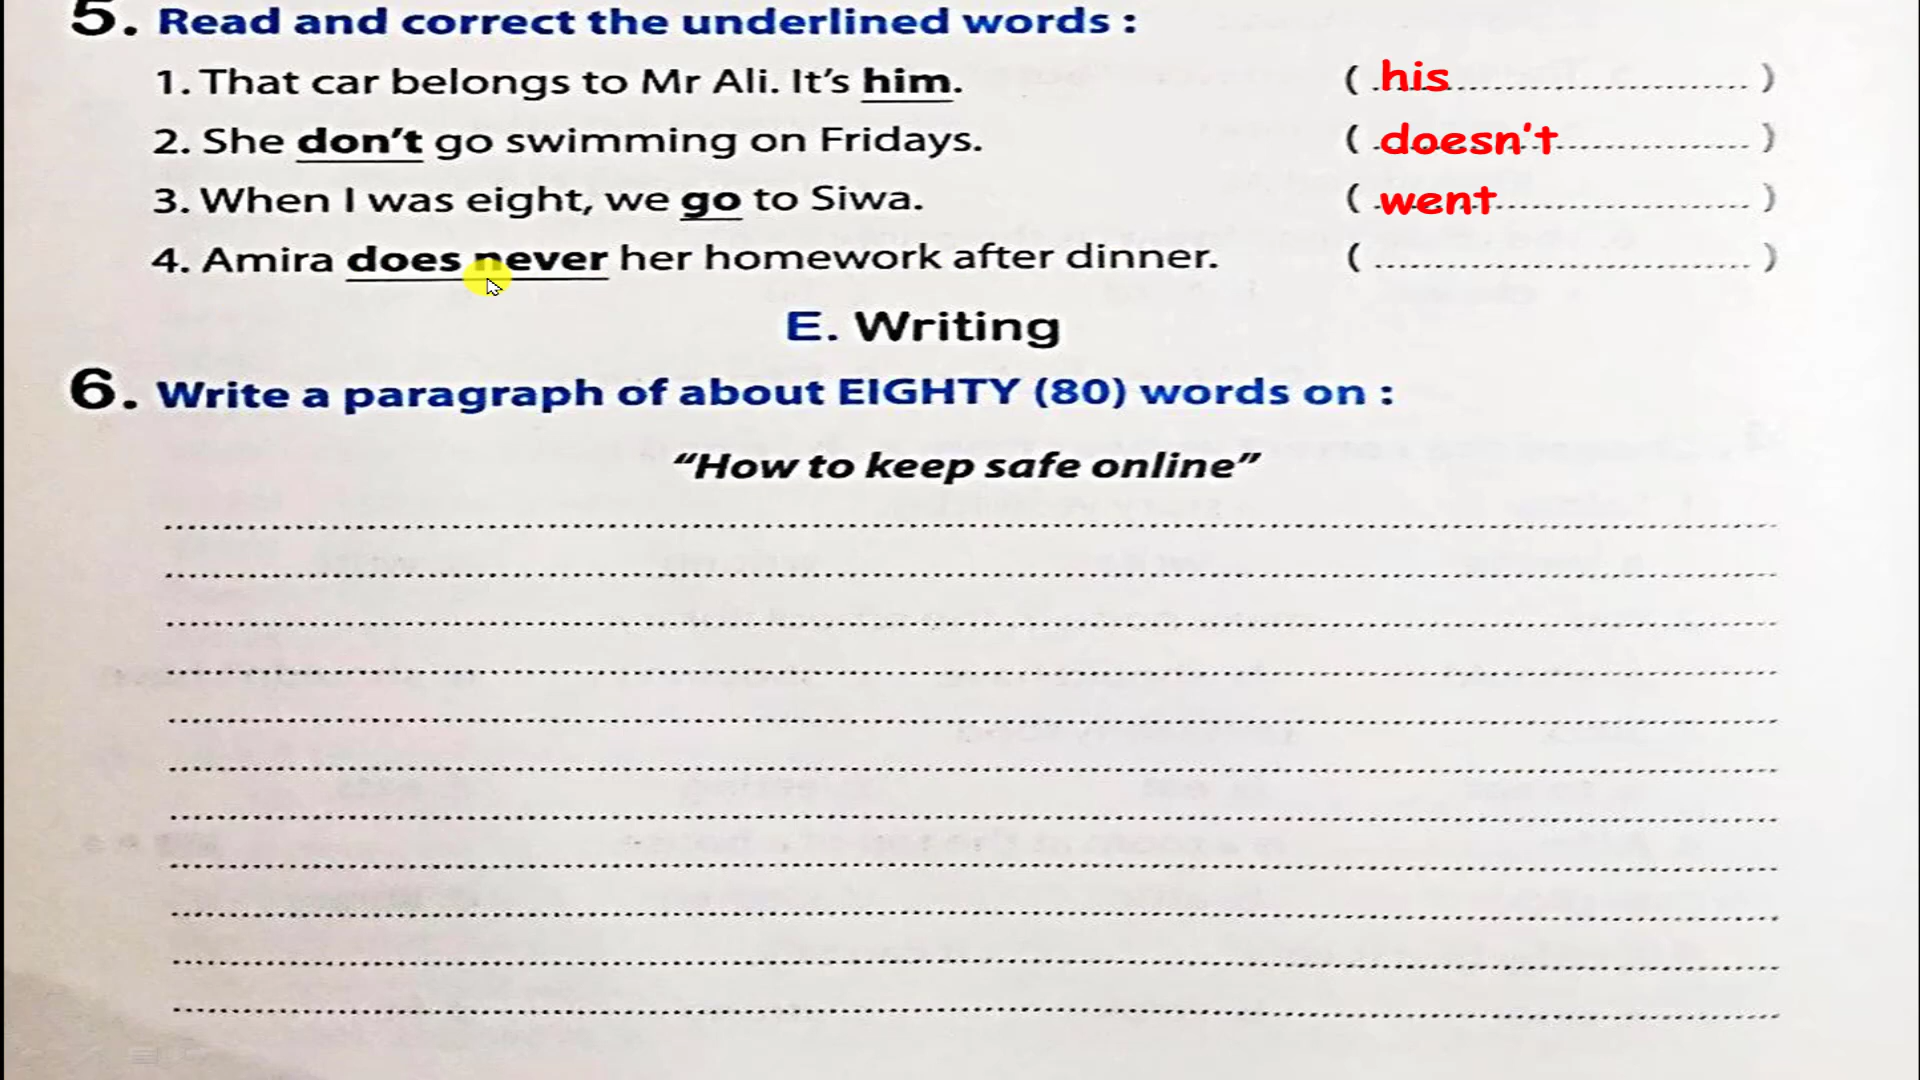 5. Read and correct the underlined words :
1. That car belongs to Mr Ali. It's him. ( his )
2. She don't go swimming on Fridays. ( doesn't )
3. When I was eight, we go to Siwa. ( went )
4. Amira does never her homework after dinner. ( )
E. Writing
6. Write a paragraph of about EIGHTY (80) words on :
“How to keep safe online”